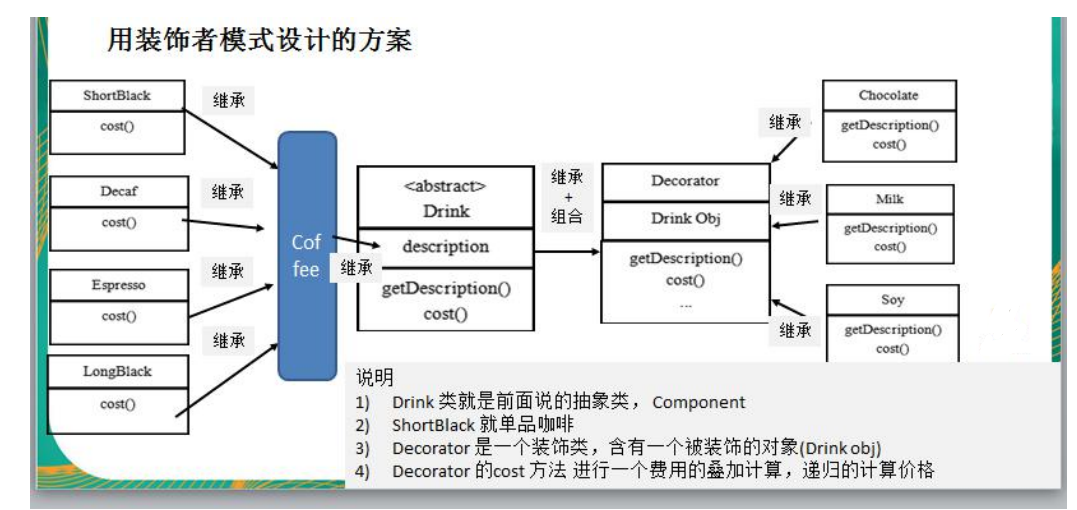 用装饰者模式设计的方案
ShortBlack
cost()
继承
Decaf
cost()
继承
Espresso
cost()
继承
LongBlack
cost()
继承
Cof
fee
继承
<abstract>
Drink
description
getDescription()
cost()
继承
+
组合
Decorator
Drink Obj
getDescription()
cost()
...
继承
Chocolate
getDescription()
cost()
继承
Milk
getDescription()
cost()
继承
Soy
getDescription()
cost()
说明
1) Drink 类就是前面说的抽象类， Component
2) ShortBlack 就单品咖啡
3) Decorator 是一个装饰类，含有一个被装饰的对象(Drink obj)
4) Decorator 的cost 方法 进行一个费用的叠加计算，递归的计算价格